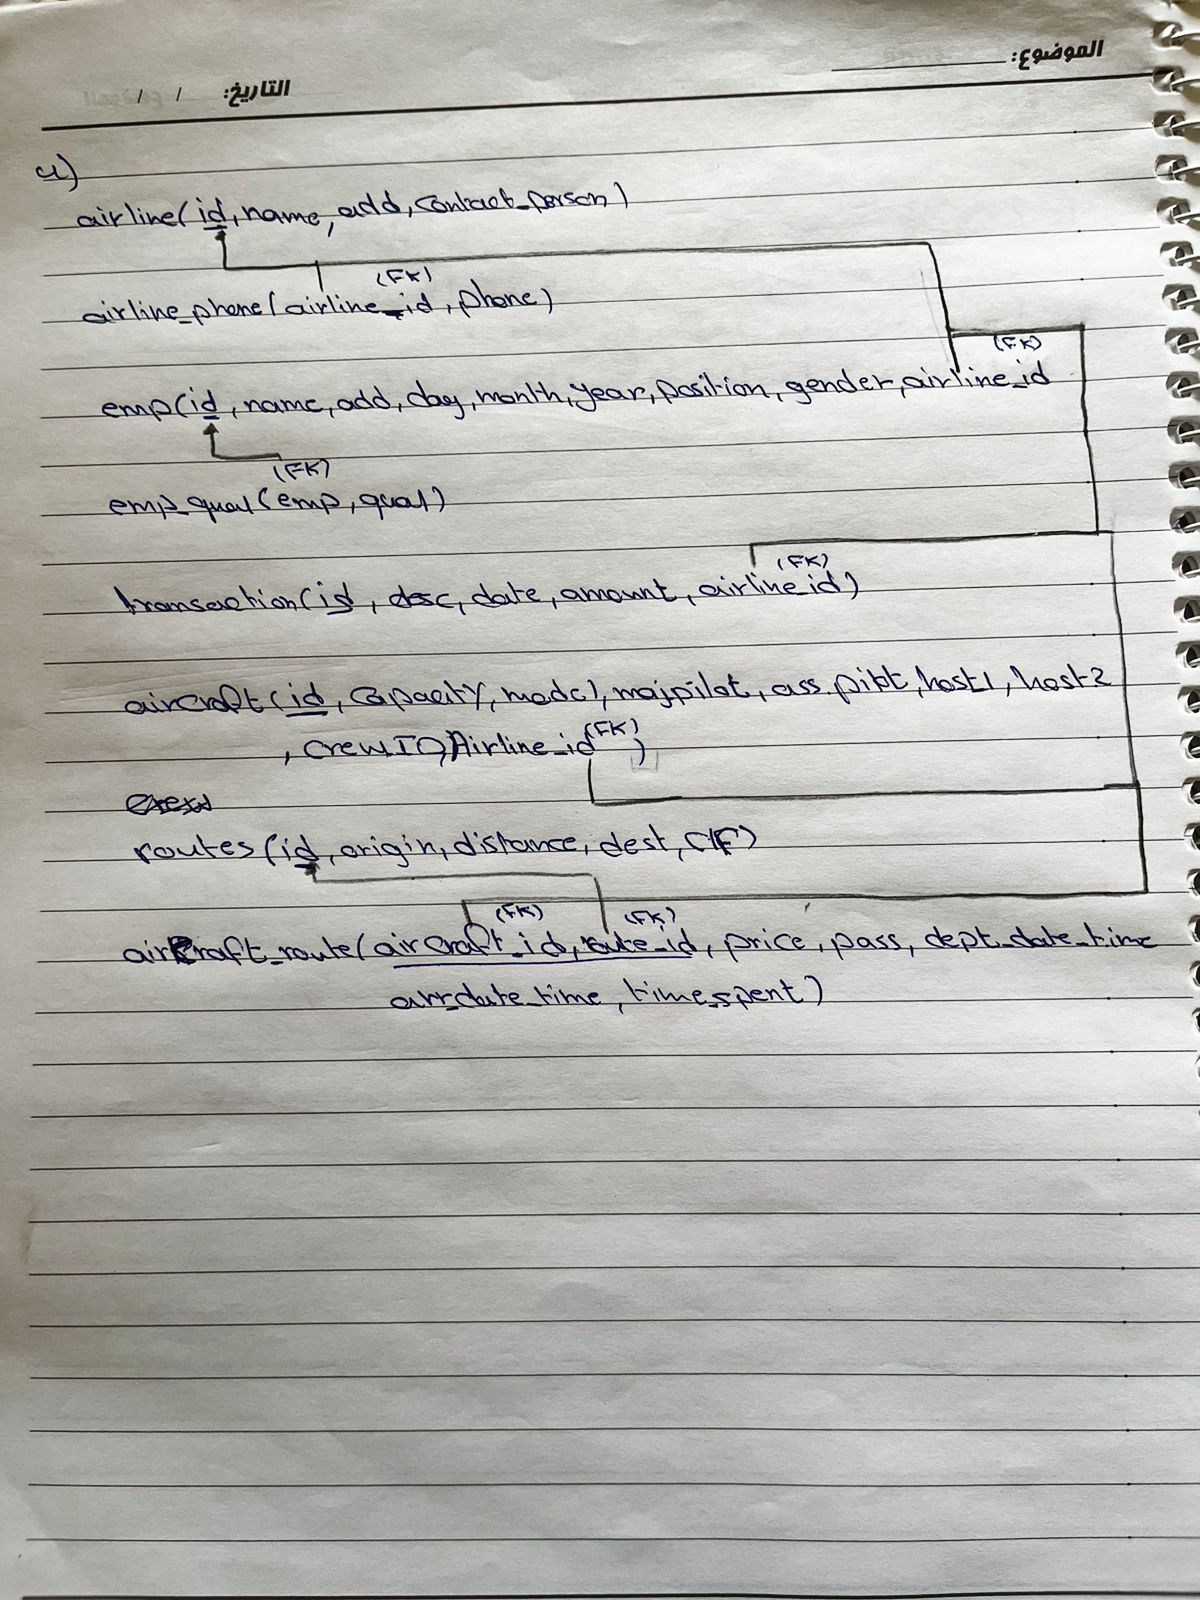 الموضوع:
التاريخ: / /
airline(id, name, add, contact_person)
(FK)
airline_phone(airline_id, phone)
(FK)
emp(id, name, add, day, month, year, position, gender, airline_id
(FK)
emp_qual(emp, qual)
(FK)
transaction(id, desc, date, amount, airline_id)
aircraft(id, capacity, model, majpilot, ass.pilot, host1, host2
(FK)
, crewID, Airline_id)
routes(id, origin, distance, dest,
(FK) (FK)
aircraft_route(aircraft_id, route_id, price, pass, dept_date_time
arr_date_time, time_spent)